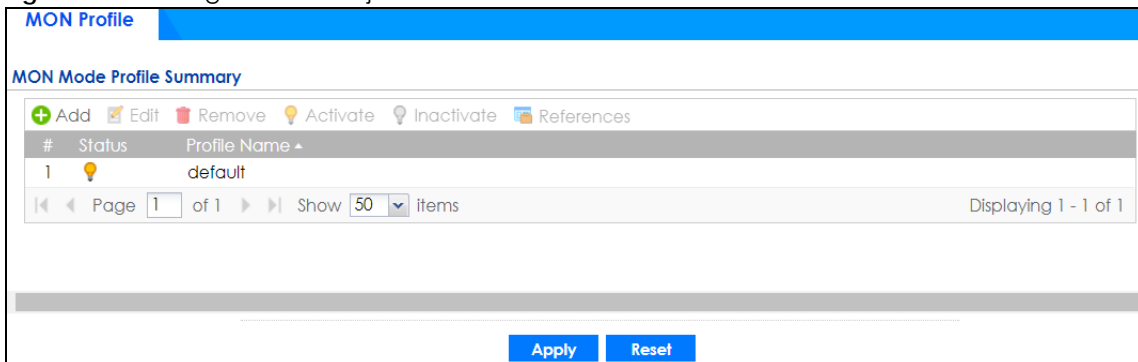 MON Profile
MON Mode Profile Summary
Add Edit Remove Activate Inactivate References
# Status Profile Name
1 default
Page 1 of 1 Show 50 items Displaying 1 - 1 of 1
Apply Reset